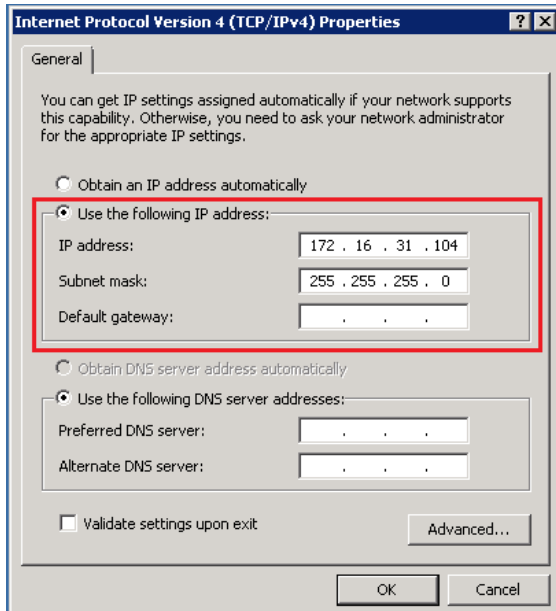 Internet Protocol Version 4 (TCP/IPv4) Properties
General
You can get IP settings assigned automatically if your network supports
this capability. Otherwise, you need to ask your network administrator
for the appropriate IP settings.
Obtain an IP address automatically
Use the following IP address:
IP address: 172 . 16 . 31 . 104
Subnet mask: 255 . 255 . 255 . 0
Default gateway: . . .
Obtain DNS server address automatically
Use the following DNS server addresses:
Preferred DNS server: . . .
Alternate DNS server: . . .
Validate settings upon exit
Advanced...
OK Cancel